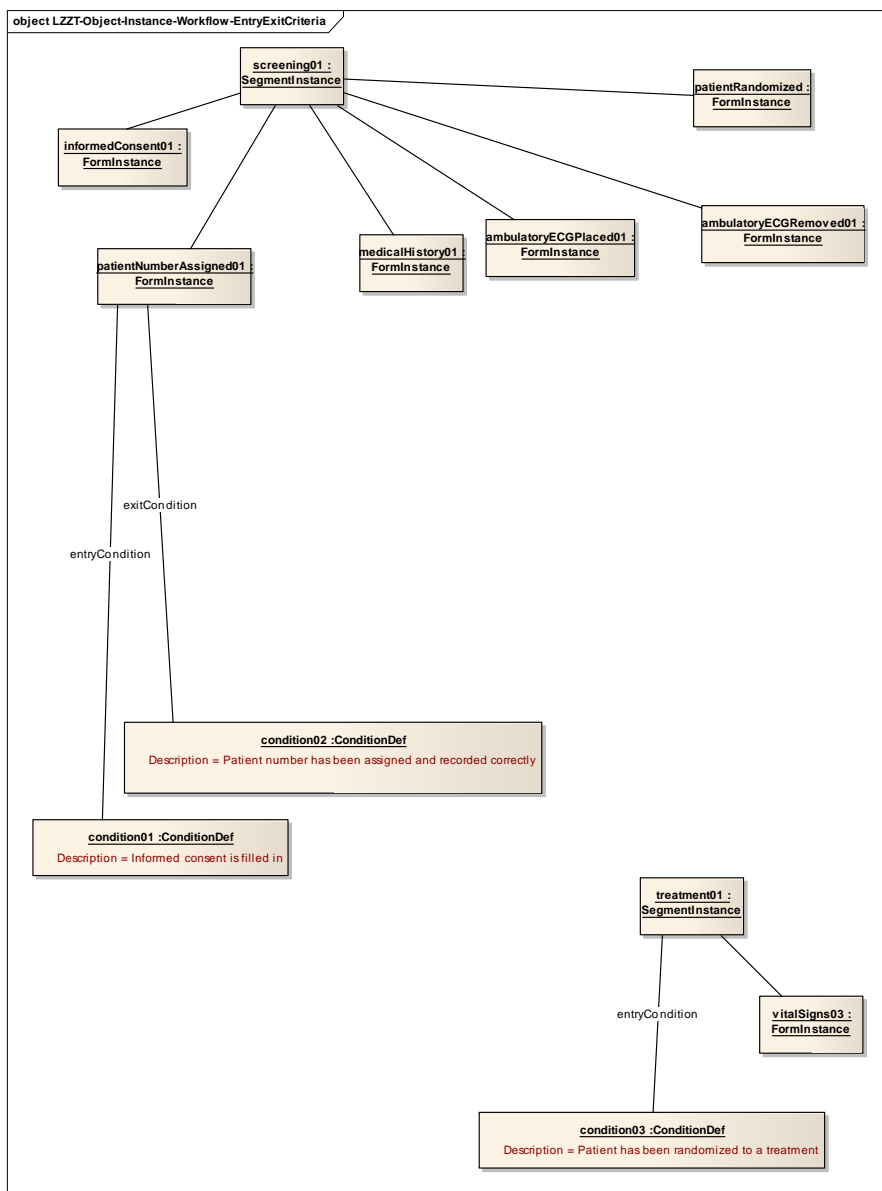 object LZZT-Object-Instance-Workflow-EntryExitCriteria
screening01 :
SegmentInstance
patientRandomized :
FormInstance
informedConsent01 :
FormInstance
ambulatoryECGPlaced01 :
FormInstance
ambulatoryECGRemoved01 :
FormInstance
medicalHistory01 :
FormInstance
patientNumberAssigned01 :
FormInstance
exitCondition
entryCondition
condition02 :ConditionDef
Description = Patient number has been assigned and recorded correctly
condition01 :ConditionDef
Description = Informed consent is filled in
treatment01 :
SegmentInstance
entryCondition
vitalSigns03 :
FormInstance
condition03 :ConditionDef
Description = Patient has been randomized to a treatment